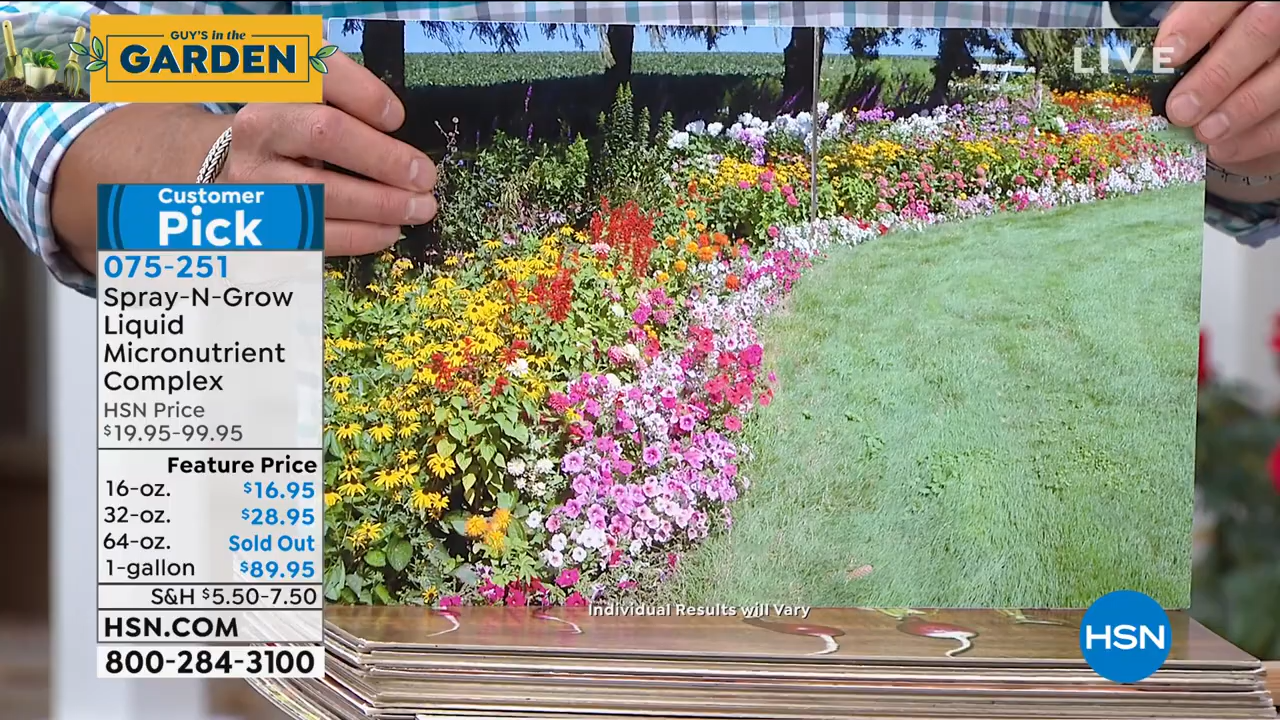 GUY'S in the
GARDEN
LIVE
Customer
Pick
075-251
Spray-N-Grow
Liquid
Micronutrient
Complex
HSN Price
$19.95-99.95
Feature Price
16-oz. $16.95
32-oz. $28.95
64-oz. Sold Out
1-gallon $89.95
S&H $5.50-7.50
HSN.COM
800-284-3100
Individual Results will Vary
HSN